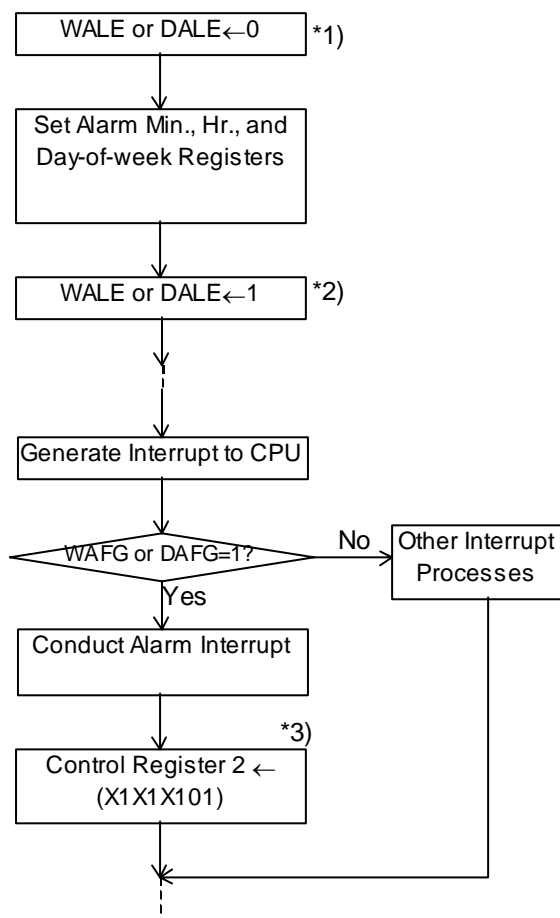 WALE or DALE←0
*1)
Set Alarm Min., Hr., and
Day-of-week Registers
WALE or DALE←1
*2)
Generate Interrupt to CPU
WAFG or DAFG=1?
No
Other Interrupt
Processes
Yes
Conduct Alarm Interrupt
*3)
Control Register 2 ←
(X1X1X101)